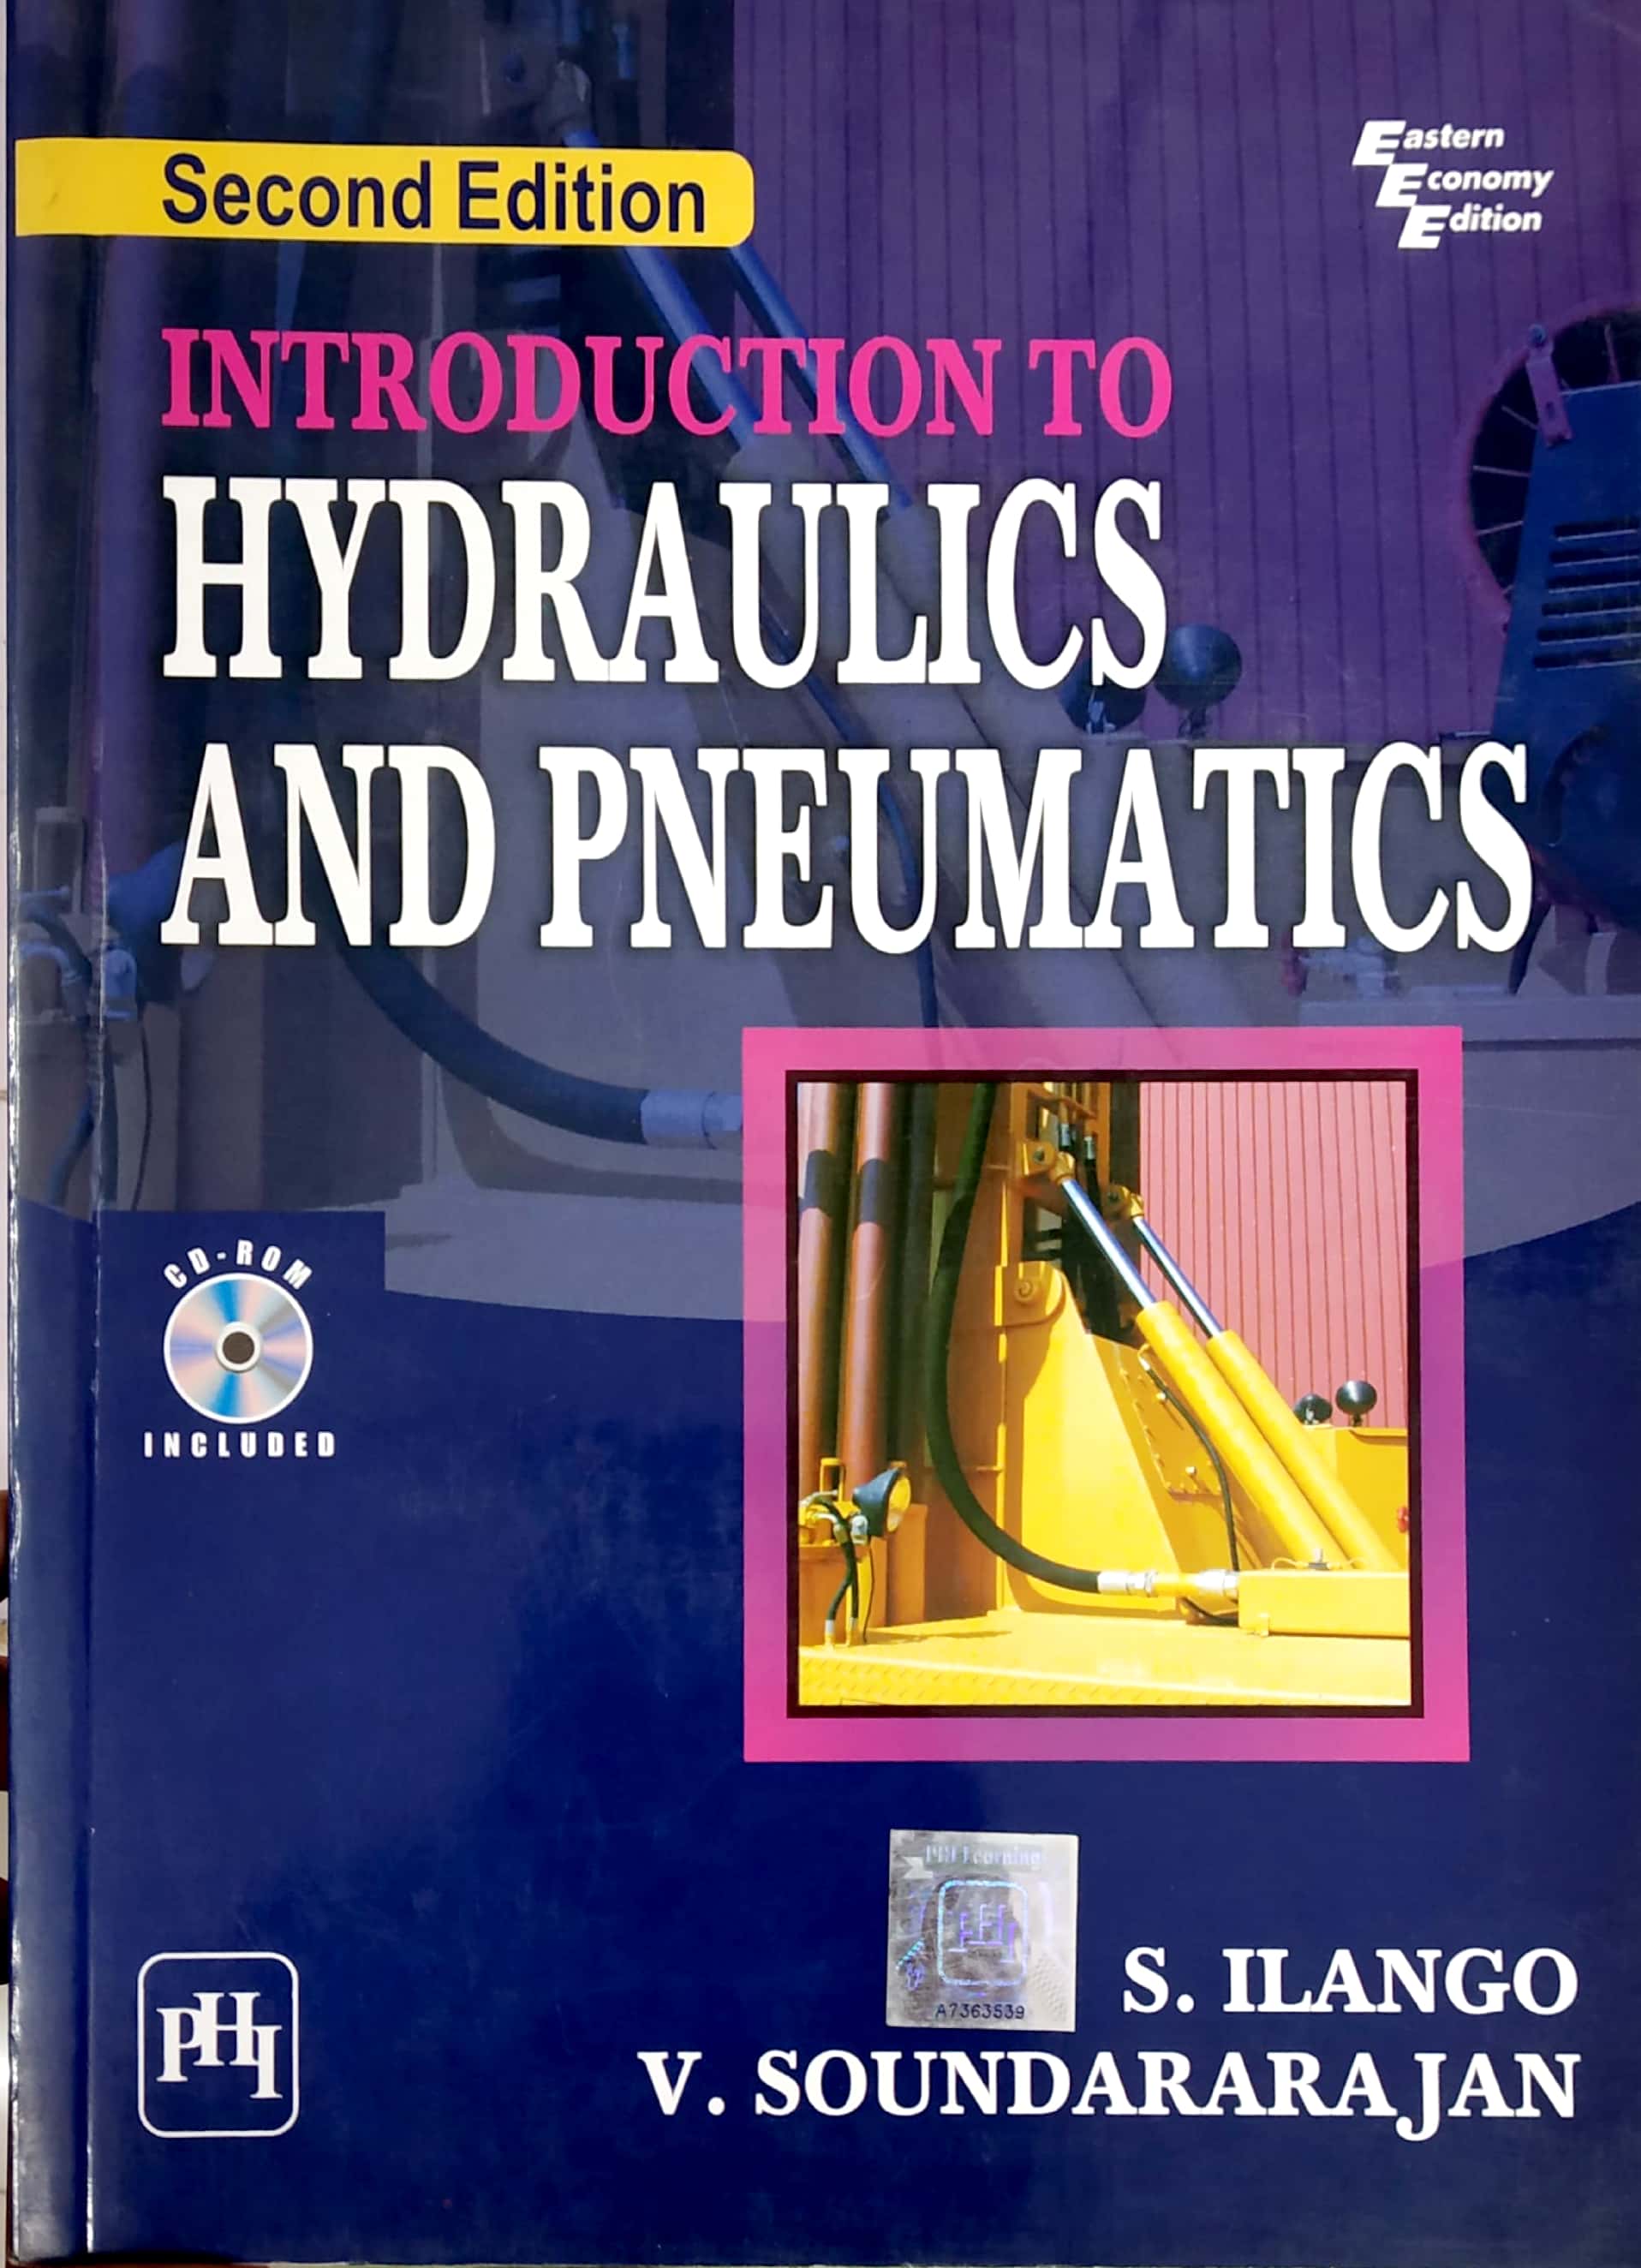 Second Edition
Eastern
Economy
Edition
INTRODUCTION TO
HYDRAULICS
AND PNEUMATICS
CD-ROM
INCLUDED
PHI Learning
PHI
A7363539
S. ILANGO
V. SOUNDARARAJAN
PHI